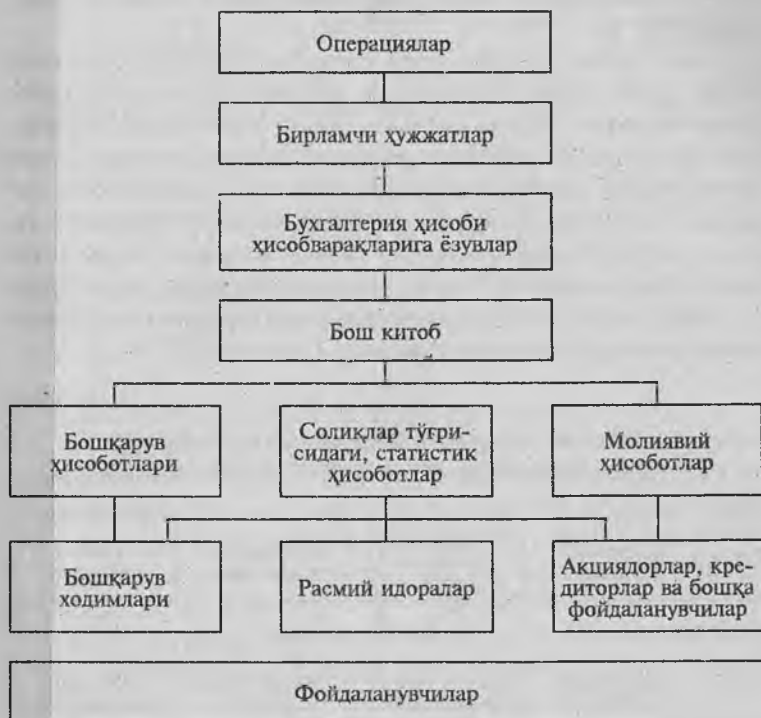 Операциялар
Бирламчи ҳужжатлар
Бухгалтерия ҳисоби
ҳисобварақларига ёзувлар
Бош китоб
Бошқарув
ҳисоботлари
Солиқлар тўғри-
сидаги, статистик
ҳисоботлар
Молиявий
ҳисоботлар
Бошқарув
ходимлари
Расмий идоралар
Акциядорлар, кре-
диторлар ва бошқа
фойдаланувчилар
Фойдаланувчилар